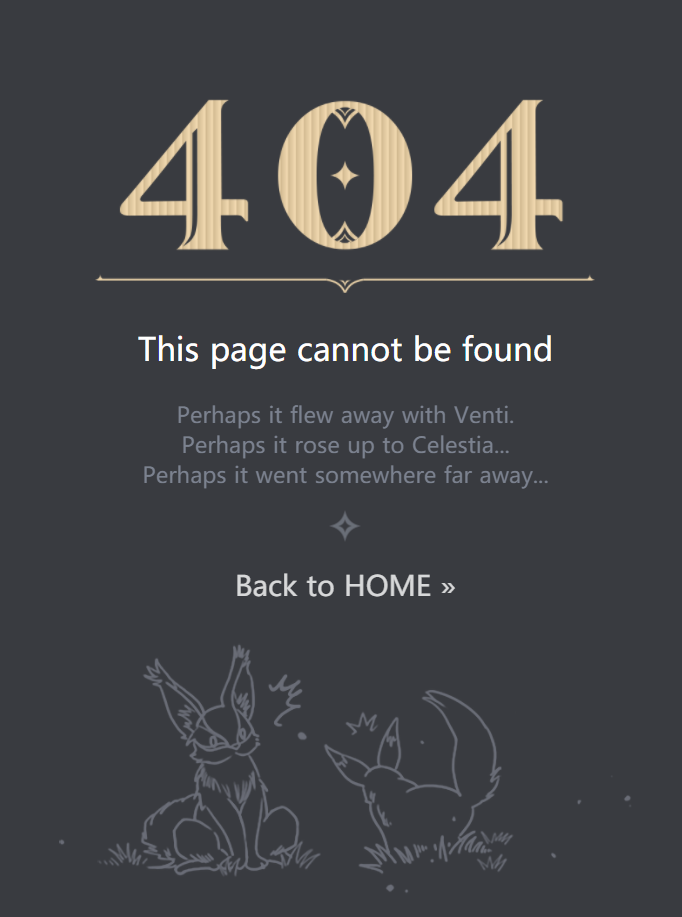 404
This page cannot be found
Perhaps it flew away with Venti.
Perhaps it rose up to Celestia...
Perhaps it went somewhere far away...
Back to HOME »